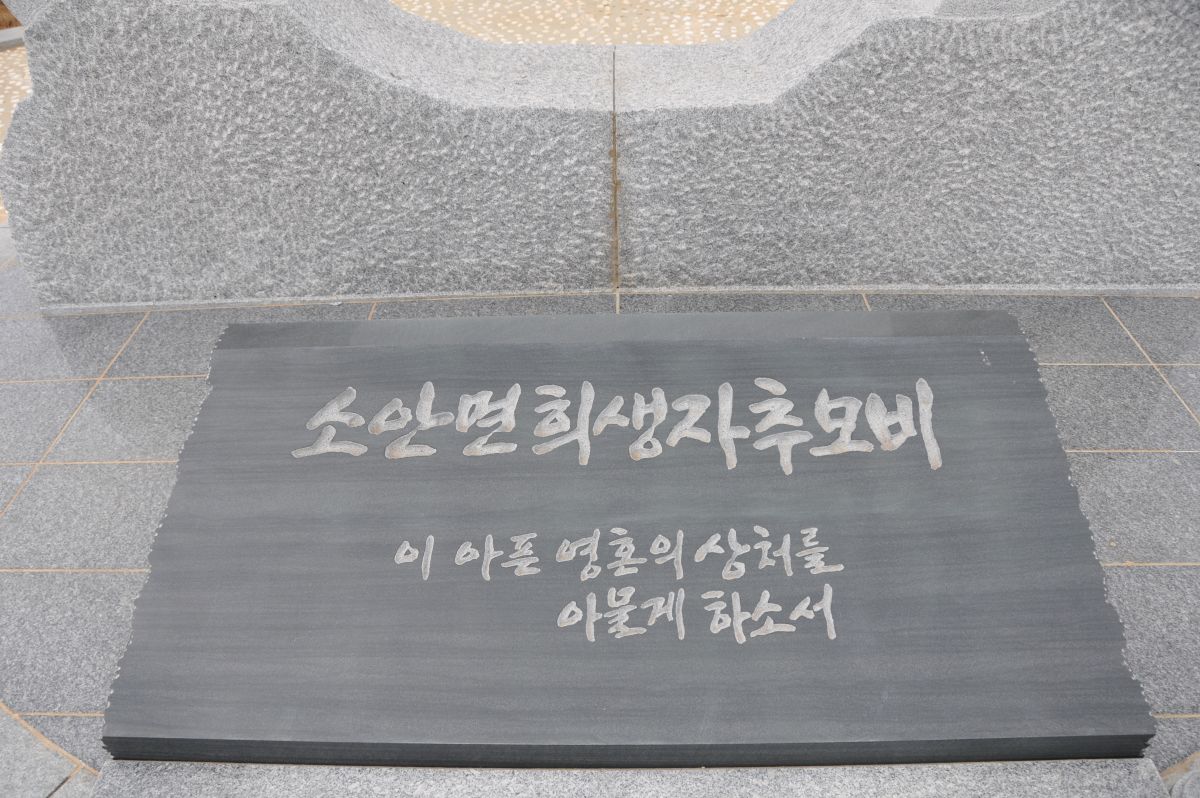 소안면희생자추모비
이 아픈 영혼의 상처를
아물게 하소서